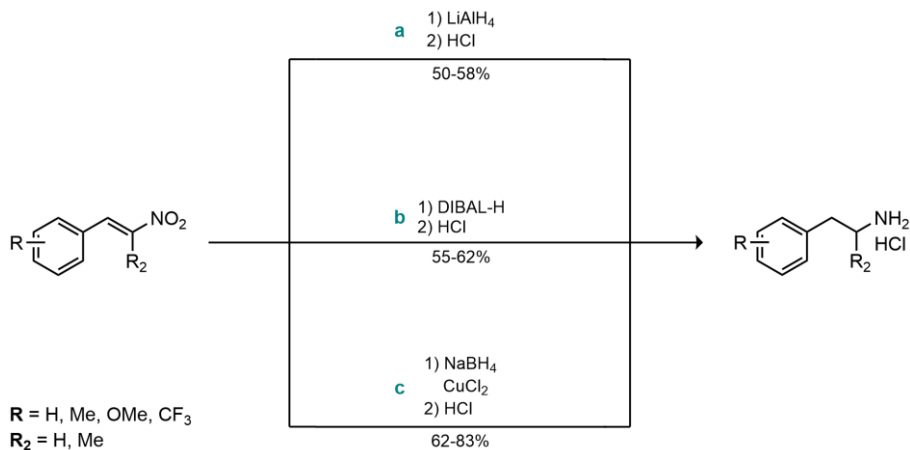 a
1) LiAlH4
2) HCl
50-58%
R
NO2
R2
b
1) DIBAL-H
2) HCl
55-62%
R
NH2
HCl
R2
c
1) NaBH4
CuCl2
2) HCl
62-83%
R = H, Me, OMe, CF3
R2 = H, Me